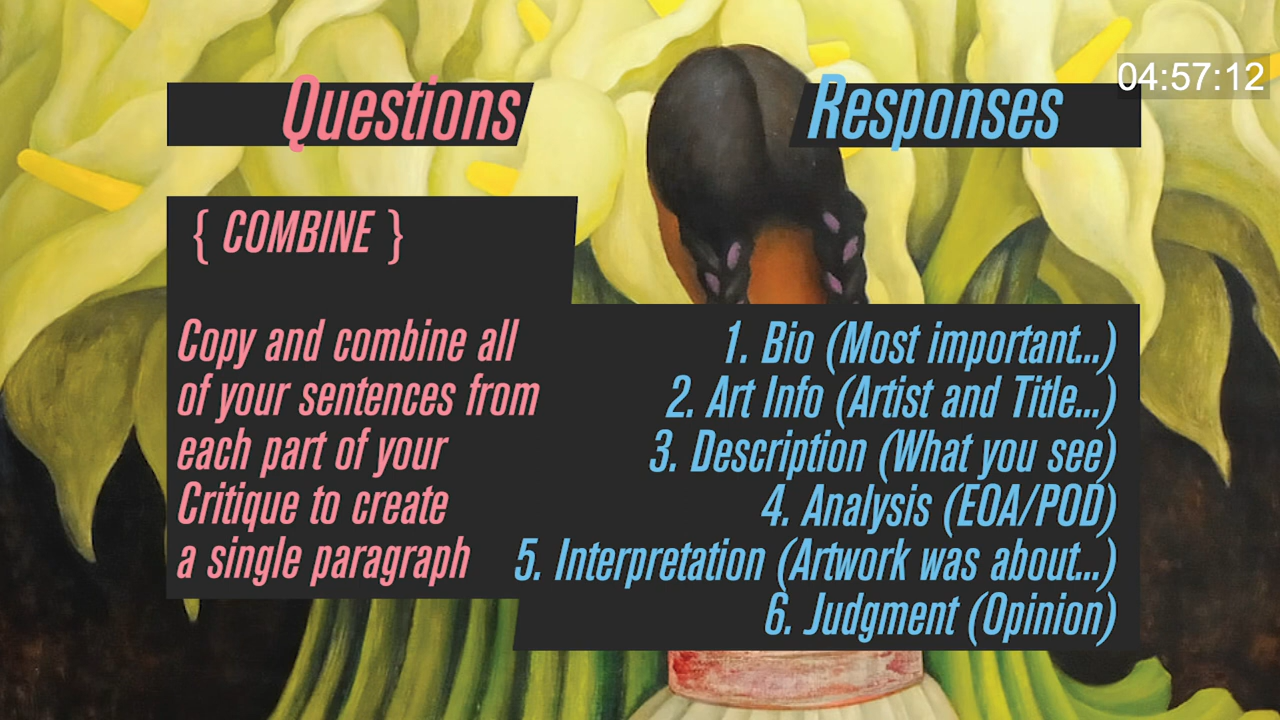 Questions
Responses
04:57:12
{ COMBINE }
Copy and combine all
of your sentences from
each part of your
Critique to create
a single paragraph
1. Bio (Most important...)
2. Art Info (Artist and Title...)
3. Description (What you see)
4. Analysis (EOA/POD)
5. Interpretation (Artwork was about...)
6. Judgment (Opinion)